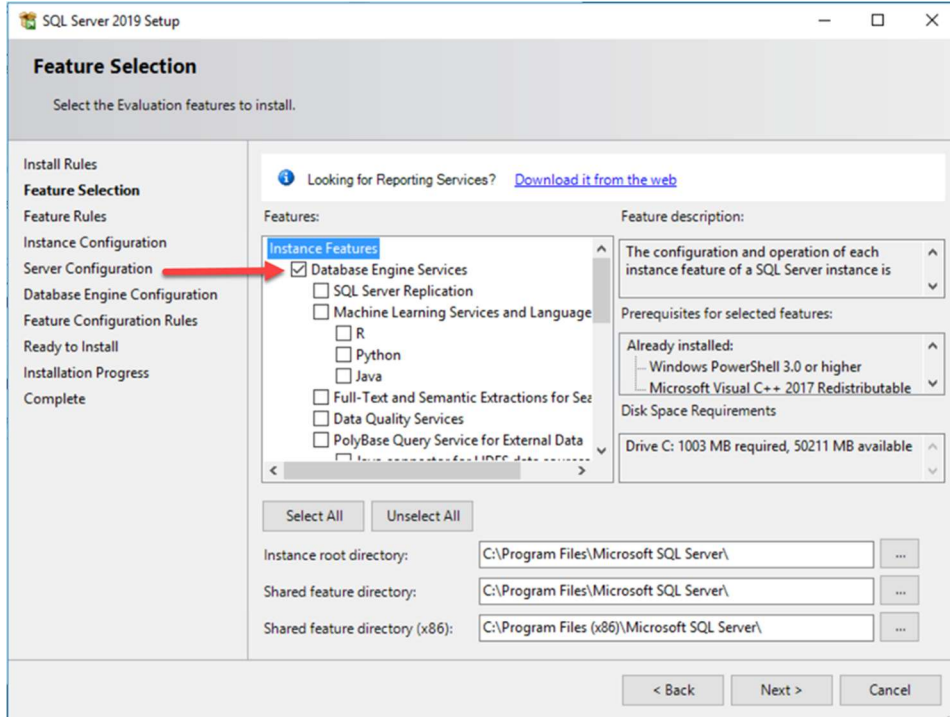 SQL Server 2019 Setup
Feature Selection
Select the Evaluation features to install.
Install Rules
Feature Selection
Feature Rules
Instance Configuration
Server Configuration
Database Engine Configuration
Feature Configuration Rules
Ready to Install
Installation Progress
Complete
Looking for Reporting Services? Download it from the web
Features:
Instance Features
Database Engine Services
SQL Server Replication
Machine Learning Services and Language
R
Python
Java
Full-Text and Semantic Extractions for Sea
Data Quality Services
PolyBase Query Service for External Data
Java connector for HDFS data sources
Feature description:
The configuration and operation of each
instance feature of a SQL Server instance is
Prerequisites for selected features:
Already installed:
Windows PowerShell 3.0 or higher
Microsoft Visual C++ 2017 Redistributable
Disk Space Requirements
Drive C: 1003 MB required, 50211 MB available
Select All
Unselect All
Instance root directory:
C:\Program Files\Microsoft SQL Server\
...
Shared feature directory:
C:\Program Files\Microsoft SQL Server\
...
Shared feature directory (x86):
C:\Program Files (x86)\Microsoft SQL Server\
...
< Back
Next >
Cancel